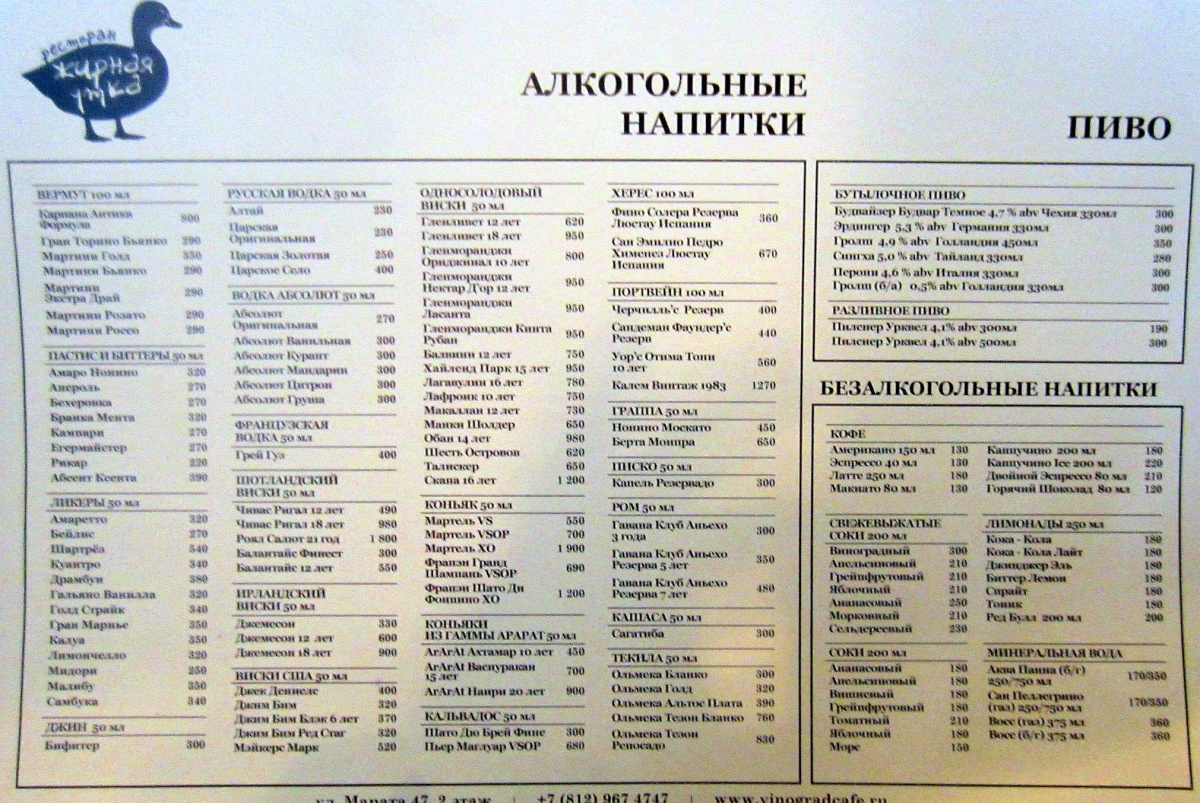 ресторан
жирная
утка
АЛКОГОЛЬНЫЕ
НАПИТКИ
ВЕРМУТ 100 мл
Карпана Антика
Формула 800
Гран Торино Бьянко 290
Мартини Голд 350
Мартини Бьянко 290
Мартини
Экстра Драй 290
Мартини Розато 290
Мартини Россо 290
ПАСТИС И БИТТЕРЫ 50 мл
Амаро Нонино 320
Апероль 270
Бехеровка 270
Бранка Мента 320
Кампари 270
Егермайстер 270
Рикар 220
Абсент Ксента 390
ЛИКЕРЫ 50 мл
Амаретто 320
Бейлис 270
Шартрёз 540
Куантро 340
Драмбуи 380
Гальяно Ванилла 320
Голд Страйк 340
Гран Марнье 350
Калуа 350
Лимончелло 320
Мидори 250
Малибу 350
Самбука 340
ДЖИН 50 мл
Бифитер 300
РУССКАЯ ВОДКА 50 мл
Алтай 230
Царская
Оригинальная 230
Царская Золотая 250
Царское Село 400
ВОДКА АБСОЛЮТ 50 мл
Абсолют
Оригинальная 270
Абсолют Ванильная 300
Абсолют Курант 300
Абсолют Мандарин 300
Абсолют Цитрон 300
Абсолют Груша 300
ФРАНЦУЗСКАЯ
ВОДКА 50 мл
Грей Гуз 400
ШОТЛАНДСКИЙ
ВИСКИ 50 мл
Чивас Ригал 12 лет 490
Чивас Ригал 18 лет 980
Роял Салют 21 год 1 800
Балантайс Финест 300
Балантайс 12 лет 550
ИРЛАНДСКИЙ
ВИСКИ 50 мл
Джемесон 330
Джемесон 12 лет 600
Джемесон 18 лет 900
ВИСКИ США 50 мл
Джек Дениелс 400
Джим Бим 320
Джим Бим Блэк 6 лет 370
Джим Бим Ред Стаг 320
Мэйкерс Марк 520
ОДНОСОЛОДОВЫЙ
ВИСКИ 50 мл
Гленливет 12 лет 620
Гленливет 18 лет 950
Гленморанджи
Ориджинал 10 лет 800
Гленморанджи
Нектар Д'ор 12 лет 950
Гленморанджи
Ласанта 950
Гленморанджи Кинта
Рубан 950
Балвини 12 лет 750
Хайленд Парк 15 лет 950
Лагавулин 16 лет 780
Лафройк 10 лет 750
Макаллан 12 лет 730
Манки Шолдер 650
Обан 14 лет 980
Шесть Островов 620
Талискер 650
Скапа 16 лет 1 200
КОНЬЯК 50 мл
Мартель VS 550
Мартель VSOP 700
Мартель XO 1 900
Фрапэн Гранд
Шампань VSOP 690
Фрапэн Шато Ди
Фонпино XO 1 200
КОНЬЯКИ
ИЗ ГАММЫ АРАРАТ 50 мл
АрАрАt Ахтамар 10 лет 450
АрАрАt Васпуракан
15 лет 700
АрАрАt Наири 20 лет 900
КАЛЬВАДОС 50 мл
Шато Дю Брей Фине 300
Пьер Маглуар VSOP 680
ХЕРЕС 100 мл
Фино Солера Резерва
Люстау Испания 360
Сан Эмилио Педро
Хименез Люстау
Испания 670
ПОРТВЕЙН 100 мл
Черчилль'с Резерв 400
Сандеман Фаундер'с
Резерв 440
Уор'с Отима Тони
10 лет 560
Калем Винтаж 1983 1270
ГРАППА 50 мл
Нонино Москато 450
Берта Монпра 650
ПИСКО 50 мл
Капель Резервадо 300
РОМ 50 мл
Гавана Клуб Аньехо
3 года 300
Гавана Клуб Аньехо
Резерва 5 лет 350
Гавана Клуб Аньехо
Резерва 7 лет 480
КАШАСА 50 мл
Сагатиба 300
ТЕКИЛА 50 мл
Ольмека Бланко 300
Ольмека Голд 320
Ольмека Альтос Плата 390
Ольмека Тезон Бланко 760
Ольмека Тезон
Репосадо 830
ПИВО
БУТЫЛОЧНОЕ ПИВО
Будвайзер Будвар Темное 4,7 % abv Чехия 330мл 300
Эрдингер 5,3 % abv Германия 330мл 300
Гролш 4,9 % abv Голландия 450мл 350
Сингха 5,0 % abv Тайланд 330мл 280
Перони 4,6 % abv Италия 330мл 300
Гролш (б/а) 0,5% abv Голландия 330мл 300
РАЗЛИВНОЕ ПИВО
Пилснер Урквел 4,1% abv 300мл 190
Пилснер Урквел 4,1% abv 500мл 300
БЕЗАЛКОГОЛЬНЫЕ НАПИТКИ
КОФЕ
Американо 150 мл 130
Эспрессо 40 мл 130
Латте 250 мл 180
Макиато 80 мл 130
Каппучино 200 мл 180
Каппучино Ice 200 мл 220
Двойной Эспрессо 80 мл 210
Горячий Шоколад 80 мл 120
СВЕЖЕВЫЖАТЫЕ
СОКИ 200 мл
Виноградный 300
Апельсиновый 210
Грейпфрутовый 210
Яблочный 210
Ананасовый 250
Морковный 210
Сельдереевый 230
СОКИ 200 мл
Ананасовый 180
Апельсиновый 180
Вишневый 180
Грейпфрутовый 180
Томатный 210
Яблочный 180
Морс 150
ЛИМОНАДЫ 250 мл
Кока - Кола 180
Кока - Кола Лайт 180
Джинджер Эль 180
Биттер Лемон 180
Спрайт 180
Тоник 180
Ред Булл 200 мл 200
МИНЕРАЛЬНАЯ ВОДА
Аква Панна (б/г)
250/750 мл 170/350
Сан Пеллегрино
(газ) 250/750 мл 170/350
Восс (газ) 375 мл 360
Восс (б/г) 375 мл 360
ул. Марата 47, 2 этаж | +7 (812) 967 4747 | www.vinogradcafe.ru